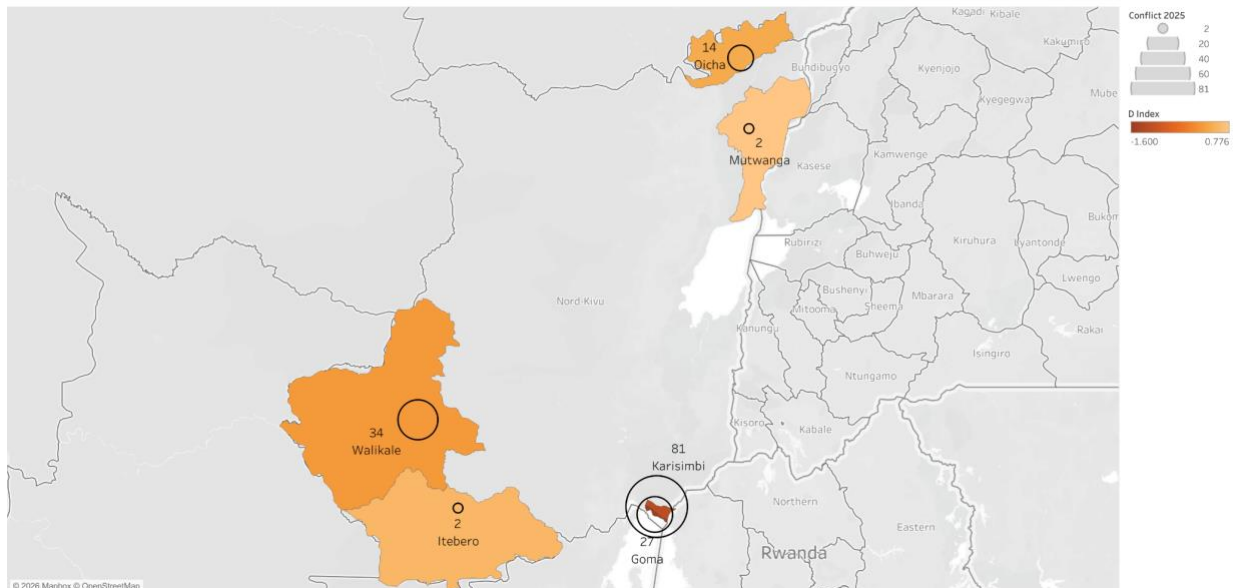 Conflict 2025
2
20
40
60
81
D Index
-1.600 0.776
Kagadi
Kibale
Kakumiro
14
Oicha
Bundibugyo
Kyenjojo
Kyegegwa
Mube
2
Mutwanga
Kasese
Kamwenge
Ibanda
Bukom
Rubirizi
Kiruhura
Lyantonde
Buhweju
Lwengo
Bushenyi
Sheema
Mbarara
Mitooma
Nord-Kivu
Kanungu
Rakai
Isingiro
Ntungamo
34
Walikale
Kisoro
Kabale
81
Karisimbi
Northern
2
Itebero
Eastern
27
Goma
Rwanda
© 2026 Mapbox © OpenStreetMap